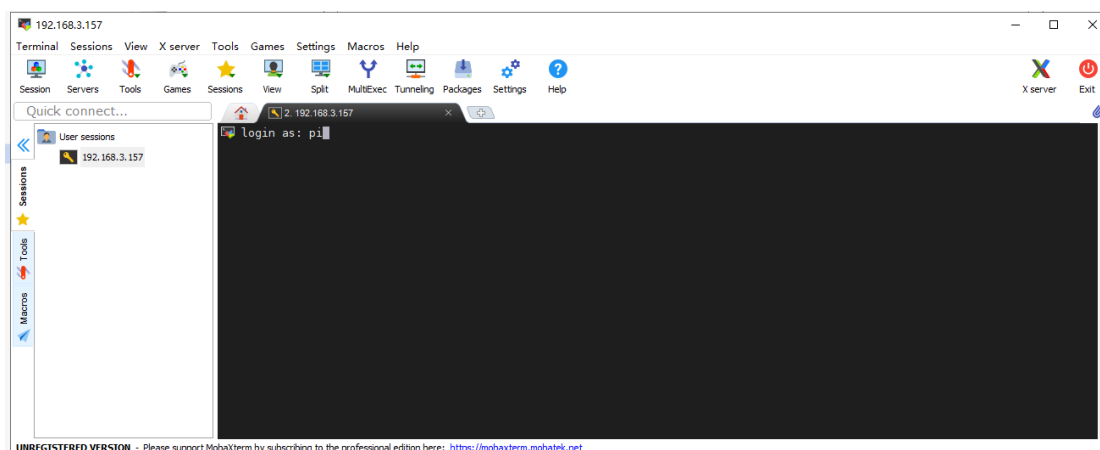 192.168.3.157
Terminal Sessions View X server Tools Games Settings Macros Help
Session Servers Tools Games Sessions View Split MultiExec Tunneling Packages Settings Help X server Exit
Quick connect...
2. 192.168.3.157
User sessions
192.168.3.157
login as: pi
Sessions
Tools
Macros
UNREGISTERED VERSION - Please support MobaXterm by subscribing to the professional edition here: https://mobaxterm.mobatek.net